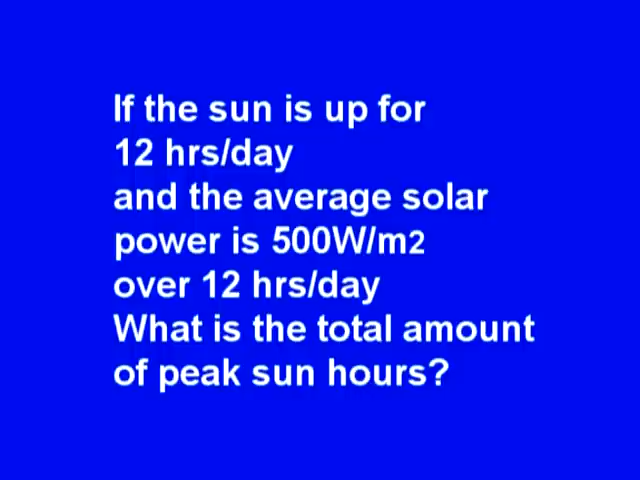 If the sun is up for
12 hrs/day
and the average solar
power is 500W/m2
over 12 hrs/day
What is the total amount
of peak sun hours?